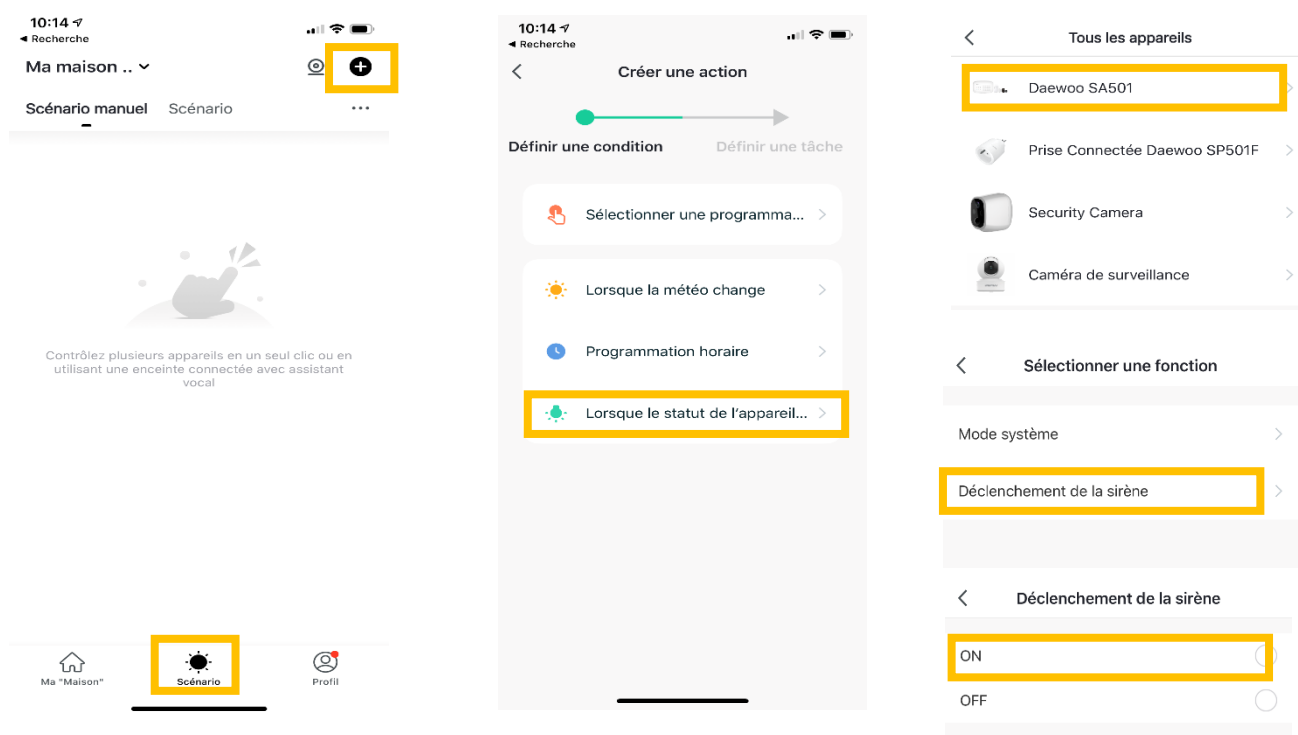 10:14
◄ Recherche
Ma maison ..
Scénario manuel Scénario ...
Contrôlez plusieurs appareils en un seul clic ou en
utilisant une enceinte connectée avec assistant
vocal
Ma "Maison" Scénario Profil
10:14
◄ Recherche
Créer une action
Définir une condition Définir une tâche
Sélectionner une programma...
Lorsque la météo change
Programmation horaire
Lorsque le statut de l'appareil...
Tous les appareils
Daewoo SA501
Prise Connectée Daewoo SP501F
Security Camera
Caméra de surveillance
Sélectionner une fonction
Mode système
Déclenchement de la sirène
Déclenchement de la sirène
ON
OFF